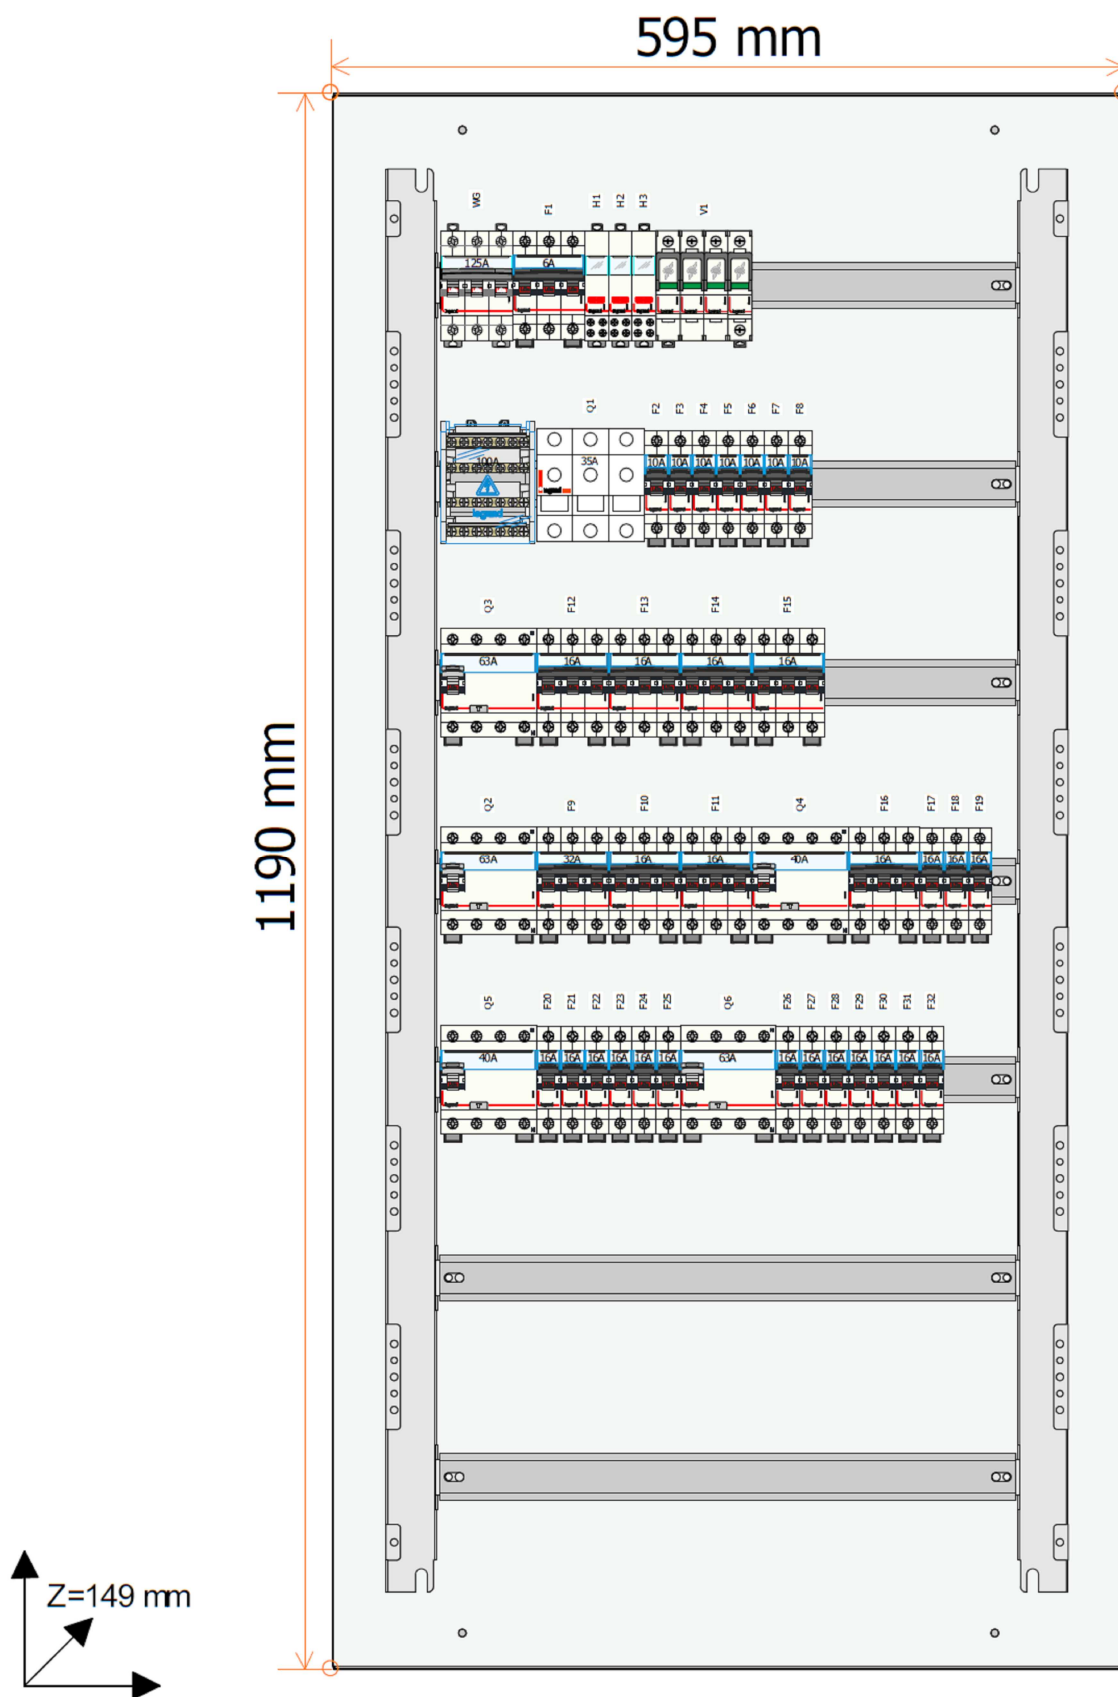 595 mm
1190 mm
WG F1 H1 H2 H3 V1
125A 6A
Q1 F2 F3 F4 F5 F6 F7 F8
100A 35A 10A 10A 10A 10A 10A 10A 10A
legrand
Q3 F12 F13 F14 F15
63A 16A 16A 16A 16A
Q2 F9 F10 F11 Q4 F16 F17 F18 F19
63A 32A 16A 16A 40A 16A 16A 16A 16A
Q5 F20 F21 F22 F23 F24 F25 Q6 F26 F27 F28 F29 F30 F31 F32
40A 16A 16A 16A 16A 16A 16A 63A 16A 16A 16A 16A 16A 16A 16A
Z=149 mm